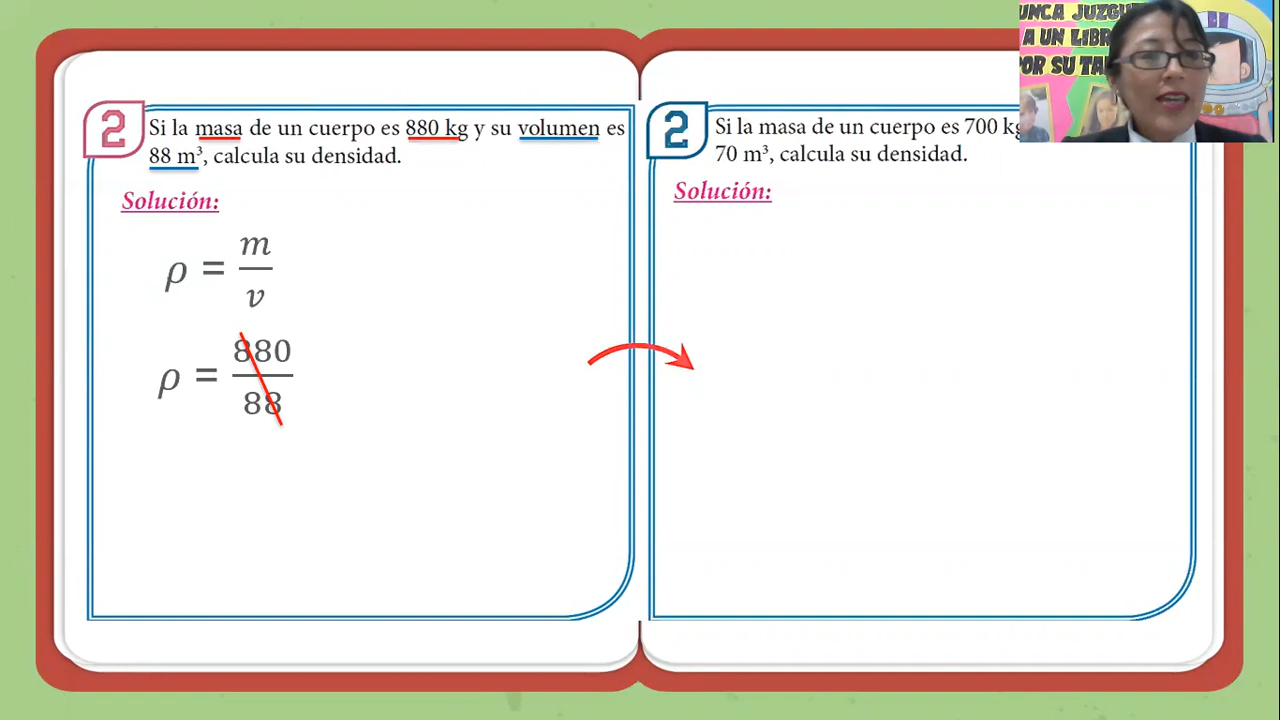 2
Si la masa de un cuerpo es 880 kg y su volumen es
88 m³, calcula su densidad.
Solución:
ρ = m/v
ρ = 880/88
2
Si la masa de un cuerpo es 700 kg
70 m³, calcula su densidad.
Solución:
UNCA JUZGU
A UN LIBR
POR SU TA